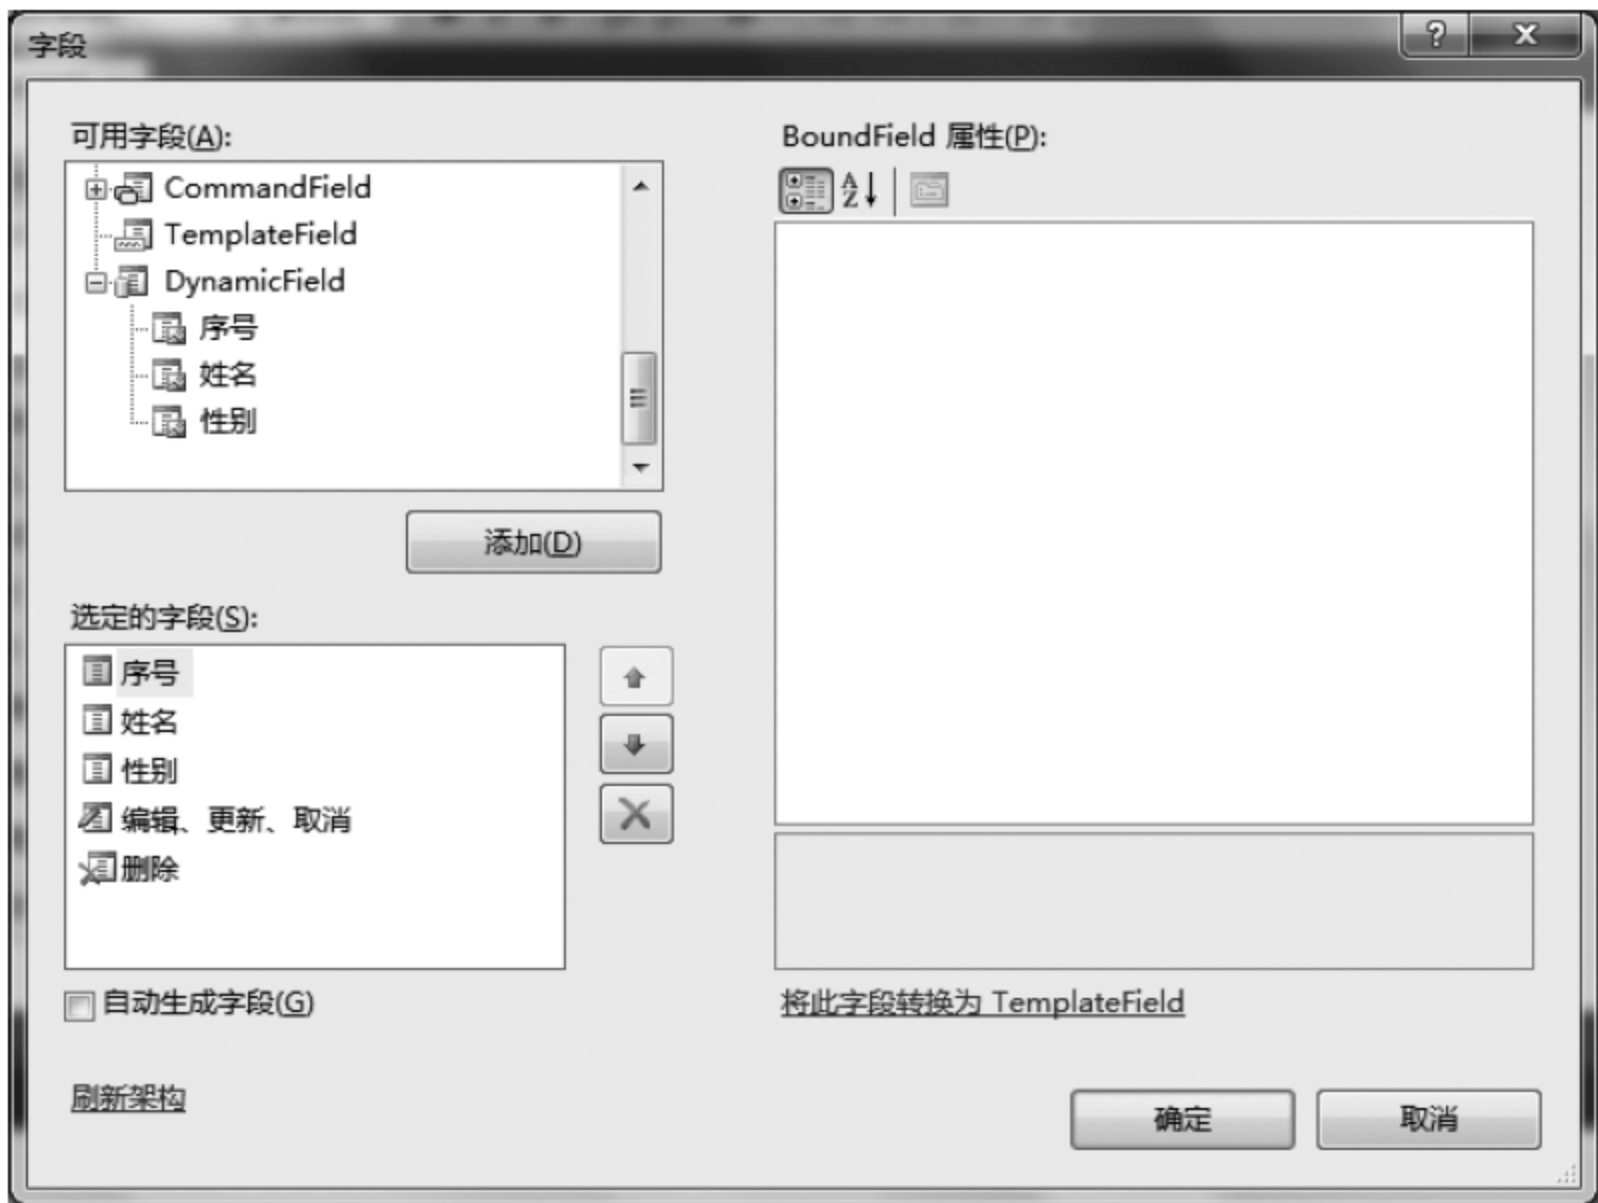 字段
可用字段(A):
CommandField
TemplateField
DynamicField
序号
姓名
性别
添加(D)
选定的字段(S):
序号
姓名
性别
编辑、更新、取消
删除
自动生成字段(G)
刷新架构
BoundField 属性(P):
将此字段转换为 TemplateField
确定
取消